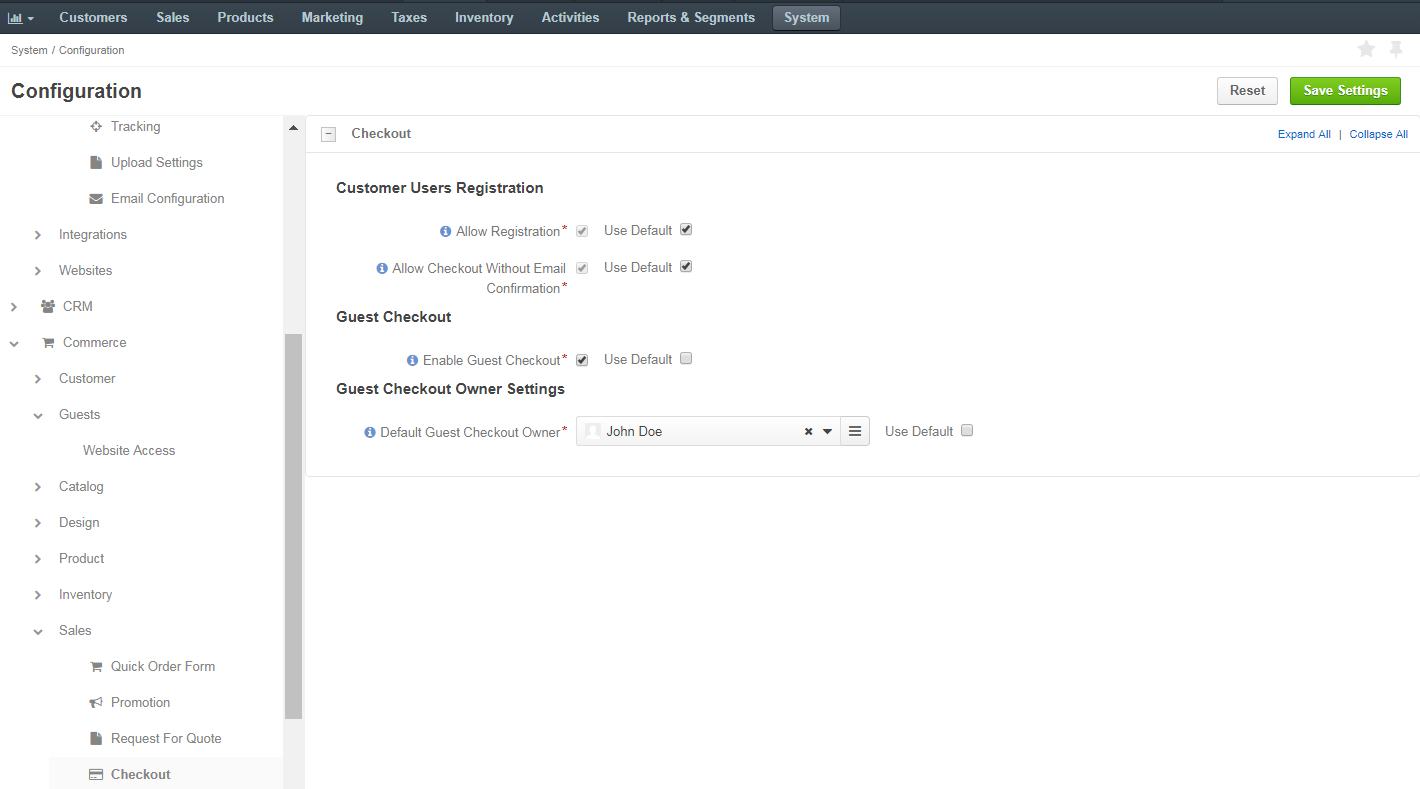 Customers Sales Products Marketing Taxes Inventory Activities Reports & Segments System
System / Configuration
Configuration
Reset Save Settings
Tracking
Upload Settings
Email Configuration
Integrations
Websites
CRM
Commerce
Customer
Guests
Website Access
Catalog
Design
Product
Inventory
Sales
Quick Order Form
Promotion
Request For Quote
Checkout
Checkout Expand All | Collapse All
Customer Users Registration
Allow Registration* Use Default
Allow Checkout Without Email Use Default
Confirmation*
Guest Checkout
Enable Guest Checkout* Use Default
Guest Checkout Owner Settings
Default Guest Checkout Owner* John Doe Use Default